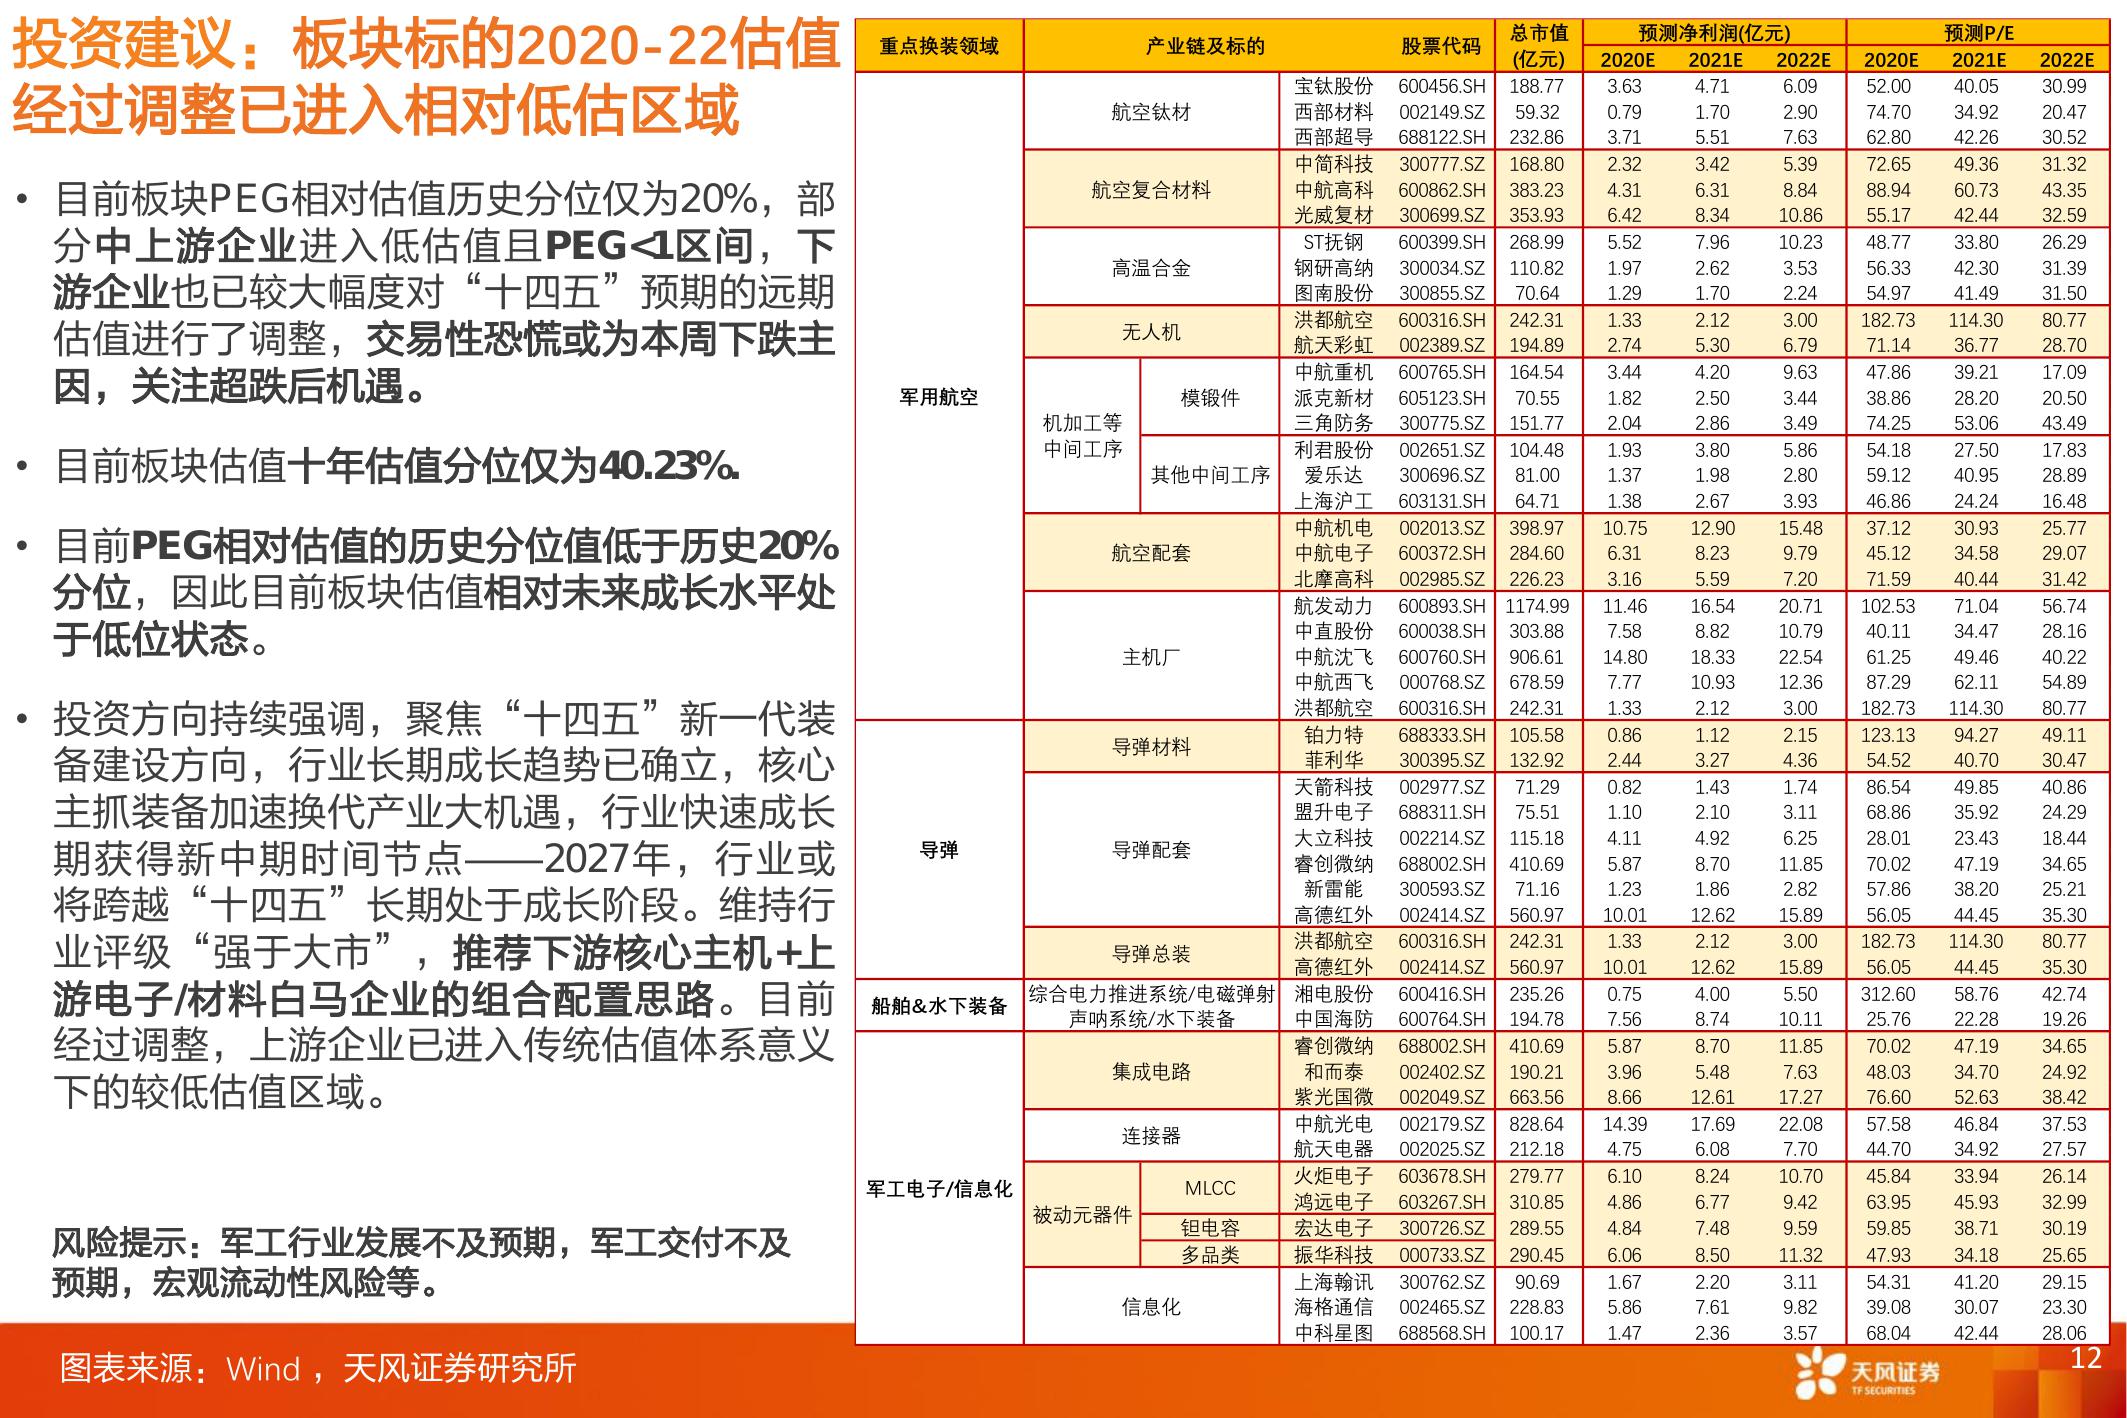 投资建议：板块标的2020-22估值
经过调整已进入相对低估区域
• 目前板块PEG相对估值历史分位仅为20%，部
分中上游企业进入低估值且PEG<1区间，下
游企业也已较大幅度对“十四五”预期的远期
估值进行了调整，交易性恐慌或为本周下跌主
因，关注超跌后机遇。
• 目前板块估值十年估值分位仅为40.23%.
• 目前PEG相对估值的历史分位值低于历史20%
分位，因此目前板块估值相对未来成长水平处
于低位状态。
• 投资方向持续强调，聚焦“十四五”新一代装
备建设方向，行业长期成长趋势已确立，核心
主抓装备加速换代产业大机遇，行业快速成长
期获得新中期时间节点——2027年，行业或
将跨越“十四五”长期处于成长阶段。维持行
业评级“强于大市”，推荐下游核心主机+上
游电子/材料白马企业的组合配置思路。目前
经过调整，上游企业已进入传统估值体系意义
下的较低估值区域。
风险提示：军工行业发展不及预期，军工交付不及
预期，宏观流动性风险等。
重点换装领域 产业链及标的 股票代码 总市值(亿元) 预测净利润(亿元) 预测P/E
2020E 2021E 2022E 2020E 2021E 2022E
军用航空
航空钛材
宝钛股份 600456.SH 188.77 3.63 4.71 6.09 52.00 40.05 30.99
西部材料 002149.SZ 59.32 0.79 1.70 2.90 74.70 34.92 20.47
西部超导 688122.SH 232.86 3.71 5.51 7.63 62.80 42.26 30.52
航空复合材料
中简科技 300777.SZ 168.80 2.32 3.42 5.39 72.65 49.36 31.32
中航高科 600862.SH 383.23 4.31 6.31 8.84 88.94 60.73 43.35
光威复材 300699.SZ 353.93 6.42 8.34 10.86 55.17 42.44 32.59
高温合金
ST抚钢 600399.SH 268.99 5.52 7.96 10.23 48.77 33.80 26.29
钢研高纳 300034.SZ 110.82 1.97 2.62 3.53 56.33 42.30 31.39
图南股份 300855.SZ 70.64 1.29 1.70 2.24 54.97 41.49 31.50
无人机
洪都航空 600316.SH 242.31 1.33 2.12 3.00 182.73 114.30 80.77
航天彩虹 002389.SZ 194.89 2.74 5.30 6.79 71.14 36.77 28.70
机加工等
中间工序
模锻件
中航重机 600765.SH 164.54 3.44 4.20 9.63 47.86 39.21 17.09
派克新材 605123.SH 70.55 1.82 2.50 3.44 38.86 28.20 20.50
三角防务 300775.SZ 151.77 2.04 2.86 3.49 74.25 53.06 43.49
其他中间工序
利君股份 002651.SZ 104.48 1.93 3.80 5.86 54.18 27.50 17.83
爱乐达 300696.SZ 81.00 1.37 1.98 2.80 59.12 40.95 28.89
上海沪工 603131.SH 64.71 1.38 2.67 3.93 46.86 24.24 16.48
航空配套
中航机电 002013.SZ 398.97 10.75 12.90 15.48 37.12 30.93 25.77
中航电子 600372.SH 284.60 6.31 8.23 9.79 45.12 34.58 29.07
北摩高科 002985.SZ 226.23 3.16 5.59 7.20 71.59 40.44 31.42
主机厂
航发动力 600893.SH 1174.99 11.46 16.54 20.71 102.53 71.04 56.74
中直股份 600038.SH 303.88 7.58 8.82 10.79 40.11 34.47 28.16
中航沈飞 600760.SH 906.61 14.80 18.33 22.54 61.25 49.46 40.22
中航西飞 000768.SZ 678.59 7.77 10.93 12.36 87.29 62.11 54.89
洪都航空 600316.SH 242.31 1.33 2.12 3.00 182.73 114.30 80.77
导弹
导弹材料
铂力特 688333.SH 105.58 0.86 1.12 2.15 123.13 94.27 49.11
菲利华 300395.SZ 132.92 2.44 3.27 4.36 54.52 40.70 30.47
导弹配套
天箭科技 002977.SZ 71.29 0.82 1.43 1.74 86.54 49.85 40.86
盟升电子 688311.SH 75.51 1.10 2.10 3.11 68.86 35.92 24.29
大立科技 002214.SZ 115.18 4.11 4.92 6.25 28.01 23.43 18.44
睿创微纳 688002.SH 410.69 5.87 8.70 11.85 70.02 47.19 34.65
新雷能 300593.SZ 71.16 1.23 1.86 2.82 57.86 38.20 25.21
高德红外 002414.SZ 560.97 10.01 12.62 15.89 56.05 44.45 35.30
导弹总装
洪都航空 600316.SH 242.31 1.33 2.12 3.00 182.73 114.30 80.77
高德红外 002414.SZ 560.97 10.01 12.62 15.89 56.05 44.45 35.30
船舶&水下装备
综合电力推进系统/电磁弹射 湘电股份 600416.SH 235.26 0.75 4.00 5.50 312.60 58.76 42.74
声呐系统/水下装备 中国海防 600764.SH 194.78 7.56 8.74 10.11 25.76 22.28 19.26
军工电子/信息化
集成电路
睿创微纳 688002.SH 410.69 5.87 8.70 11.85 70.02 47.19 34.65
和而泰 002402.SZ 190.21 3.96 5.48 7.63 48.03 34.70 24.92
紫光国微 002049.SZ 663.56 8.66 12.61 17.27 76.60 52.63 38.42
连接器
中航光电 002179.SZ 828.64 14.39 17.69 22.08 57.58 46.84 37.53
航天电器 002025.SZ 212.18 4.75 6.08 7.70 44.70 34.92 27.57
被动元器件
MLCC
火炬电子 603678.SH 279.77 6.10 8.24 10.70 45.84 33.94 26.14
鸿远电子 603267.SH 310.85 4.86 6.77 9.42 63.95 45.93 32.99
钽电容 宏达电子 300726.SZ 289.55 4.84 7.48 9.59 59.85 38.71 30.19
多品类 振华科技 000733.SZ 290.45 6.06 8.50 11.32 47.93 34.18 25.65
信息化
上海瀚讯 300762.SZ 90.69 1.67 2.20 3.11 54.31 41.20 29.15
海格通信 002465.SZ 228.83 5.86 7.61 9.82 39.08 30.07 23.30
中科星图 688568.SH 100.17 1.47 2.36 3.57 68.04 42.44 28.06
图表来源：Wind，天风证券研究所
天风证券
TF SECURITIES
12